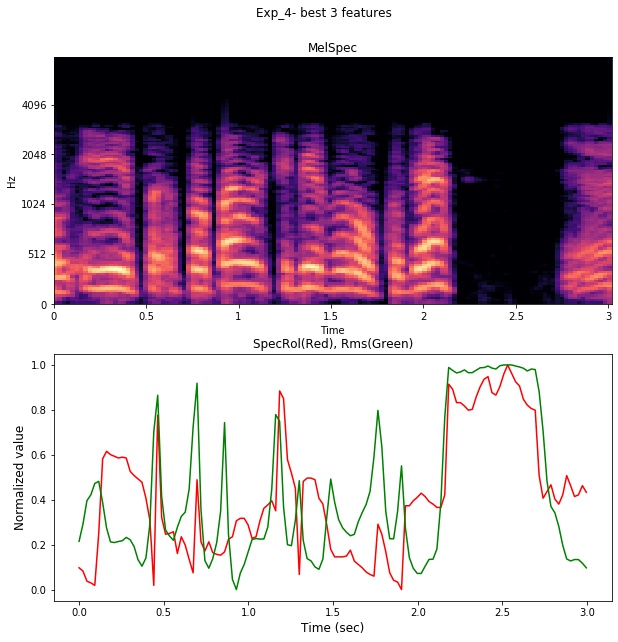 Exp_4- best 3 features
MelSpec
4096
2048
1024
512
0
Hz
0 0.5 1 1.5 2 2.5 3
Time
SpecRol(Red), Rms(Green)
1.0
0.8
0.6
0.4
0.2
0.0
Normalized value
0.0 0.5 1.0 1.5 2.0 2.5 3.0
Time (sec)